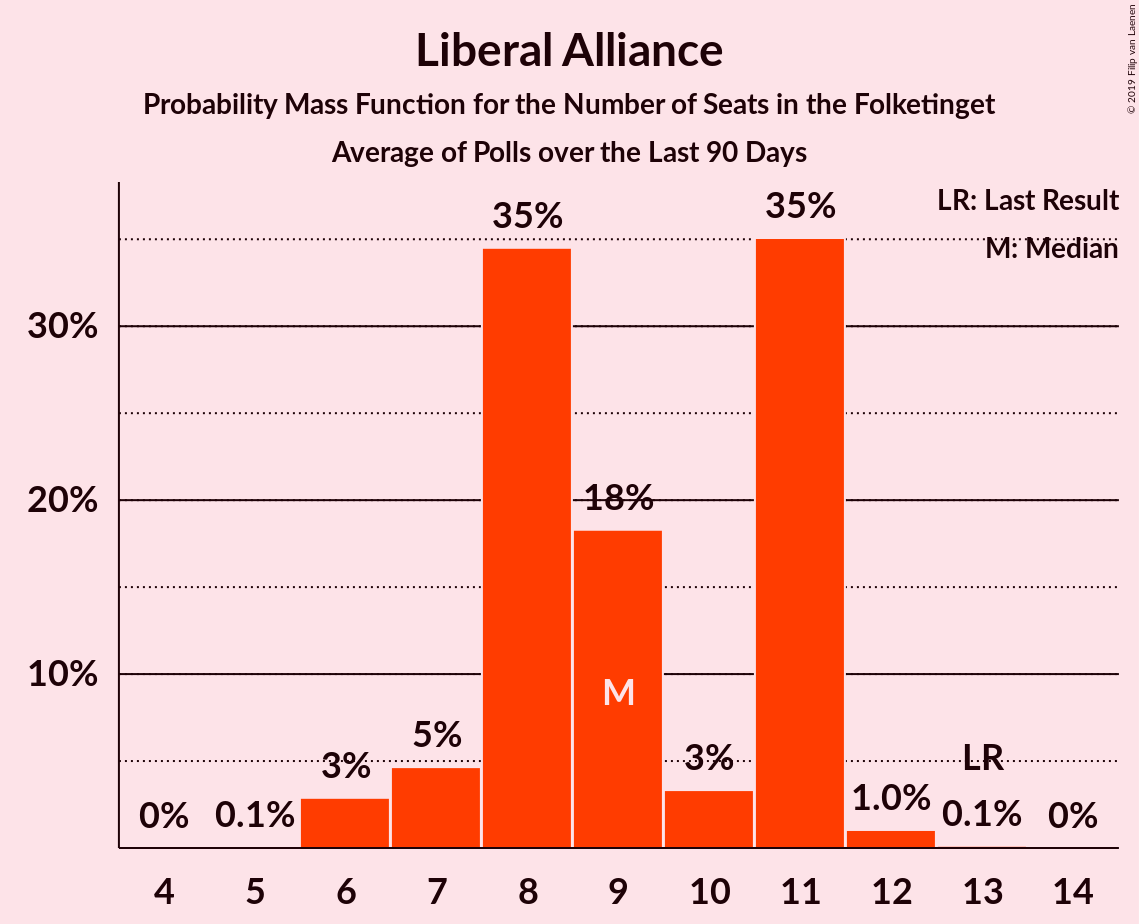 Liberal Alliance
Probability Mass Function for the Number of Seats in the Folketinget
Average of Polls over the Last 90 Days
© 2019 Filip van Laenen
LR: Last Result
M: Median
30%
20%
10%
0%
0.1%
3%
5%
35%
18%
M
3%
35%
1.0%
LR
0.1%
0%
4 5 6 7 8 9 10 11 12 13 14